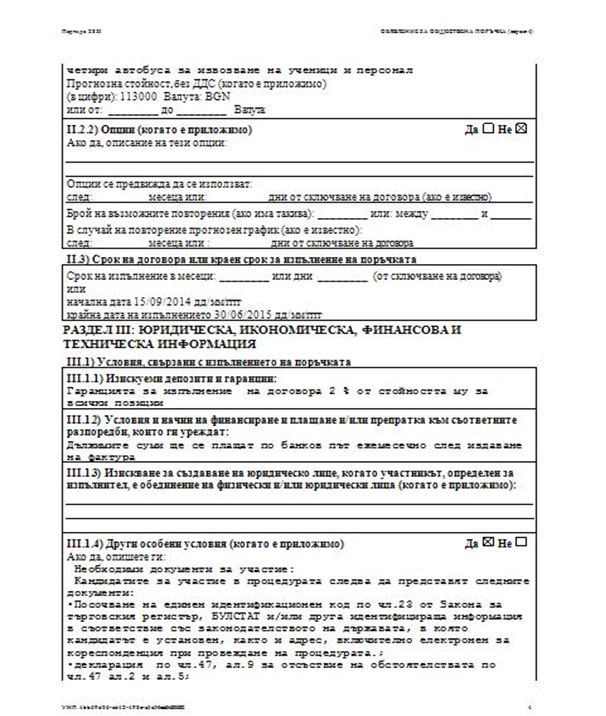 Партида: ОБЯВЛЕНИЕ ЗА ОБЩЕСТВЕНА ПОРЪЧКА
четири автобуса за извозване на ученици и персонал
Прогнозна стойност, без ДДС (когато е приложимо)
(в цифри): 113000 Валута: BGN
или от: ________ до ________ Валута:
II.2.2) Опции (когато е приложимо) Да ☐ Не ☒
Ако да, описание на тези опции:
Опции се предвижда да се използват:
след: ________ месеца или: ________ дни от сключване на договора (ако е известно)
Брой на възможните повторения (ако има такива): ________ или: между ________ и ________
В случай на повторение прогнозен график (ако е известно):
след: ________ месеца или : ________ дни от сключване на договора
II.3) Срок на договора или краен срок за изпълнение на поръчката
Срок на изпълнение в месеци: ________ или дни ________ (от сключване на договора)
или
начална дата 15/09/2014 дд/мм/гггг
крайна дата на изпълнението 30/06/2015 дд/мм/гггг
РАЗДЕЛ III: ЮРИДИЧЕСКА, ИКОНОМИЧЕСКА, ФИНАНСОВА И
ТЕХНИЧЕСКА ИНФОРМАЦИЯ
III.1) Условия, свързани с изпълнението на поръчката
III.1.1) Изискуеми депозити и гаранции:
Гаранцията за изпълнение на договора 2 % от стойността му за
всички позиции
III.1.2) Условия и начин на финансиране и плащане и/или препратка към съответните
разпоредби, които ги уреждат:
Дължимите суми ще се плащат по банков път ежемесечно след издаване
на фактура
III.1.3) Изискване за създаване на юридическо лице, когато участникът, определен за
изпълнител, е обединение на физически и/или юридически лица (когато е приложимо):
III.1.4) Други особени условия (когато е приложимо) Да ☒ Не ☐
Ако да, опишете ги:
Необходими документи за участие:
Кандидатите за участие в процедурата следва да представят следните
документи:
•Посочване на единен идентификационен код по чл.23 от Закона за
търговския регистър, БУЛСТАТ и/или друга идентифицираща информация
в съответствие със законодателството на държавата, в която
кандидатът е установен, както и адрес, включително електронен за
кореспонденция при провеждане на процедурата.;
•декларация по чл.47, ал.9 за отсъствие на обстоятелствата по
чл.47 ал.2 и ал.5;
УНП: